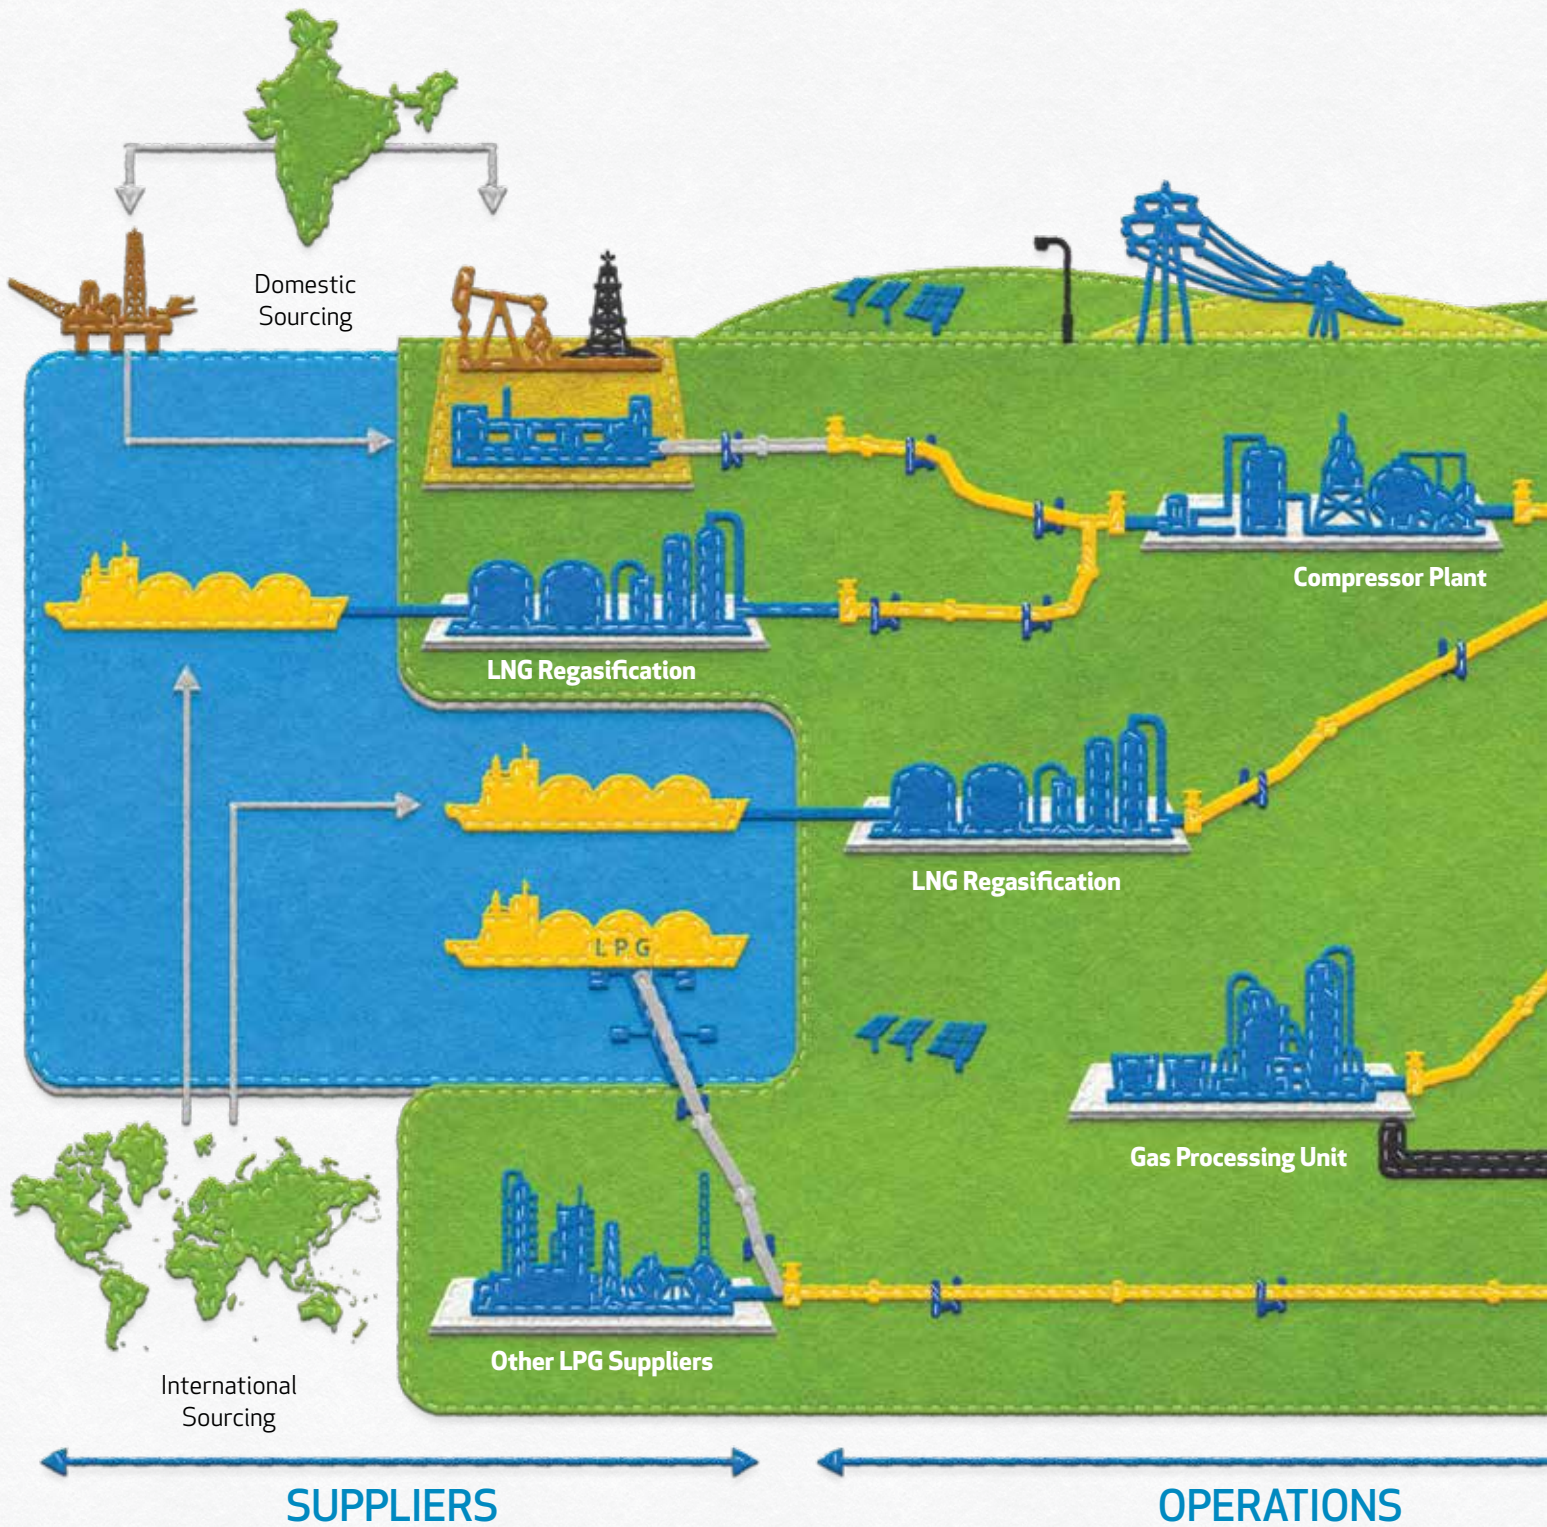 Domestic
Sourcing
Compressor Plant
LNG Regasification
LNG Regasification
LPG
Gas Processing Unit
Other LPG Suppliers
International
Sourcing
SUPPLIERS
OPERATIONS